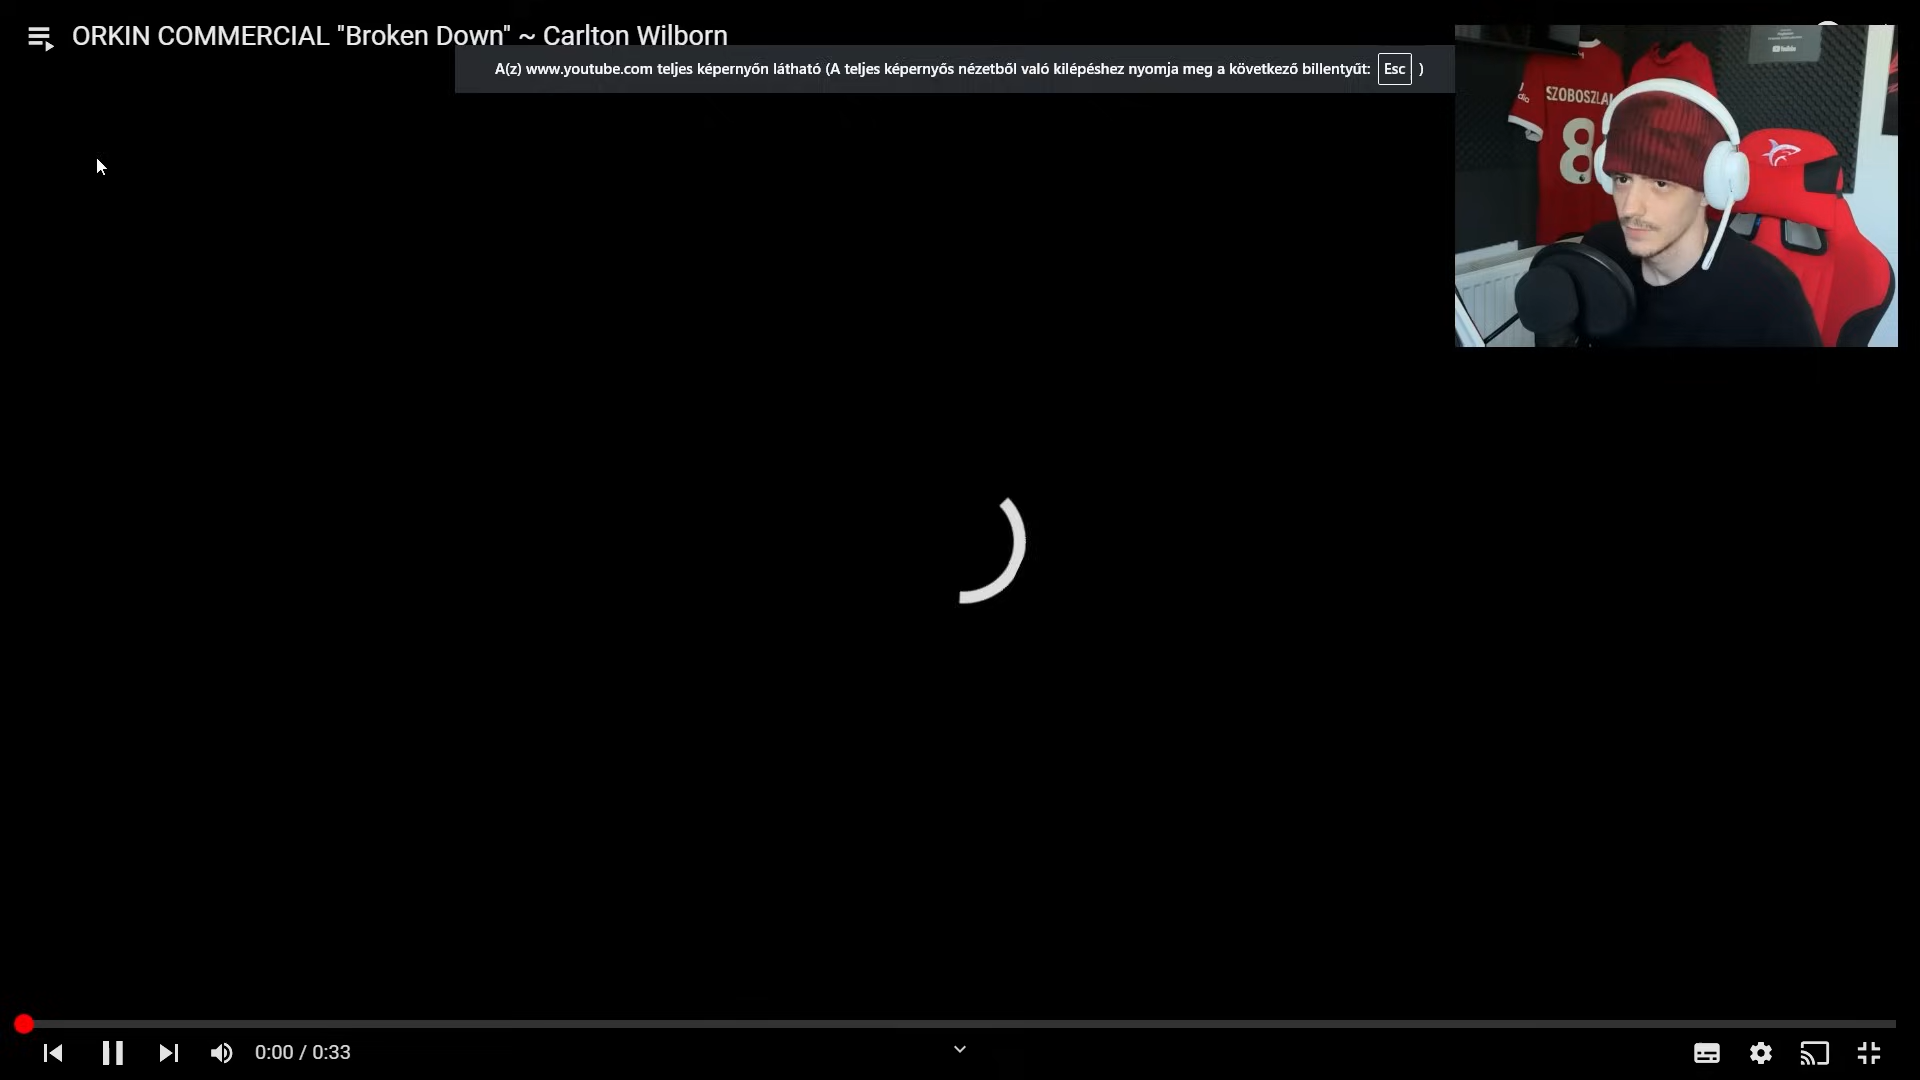 ORKIN COMMERCIAL "Broken Down" ~ Carlton Wilborn
A(z) www.youtube.com teljes képernyőn látható (A teljes képernyős nézetből való kilépéshez nyomja meg a következő billentyűt: Esc )
SZOBOSZLAI
8
0:00 / 0:33